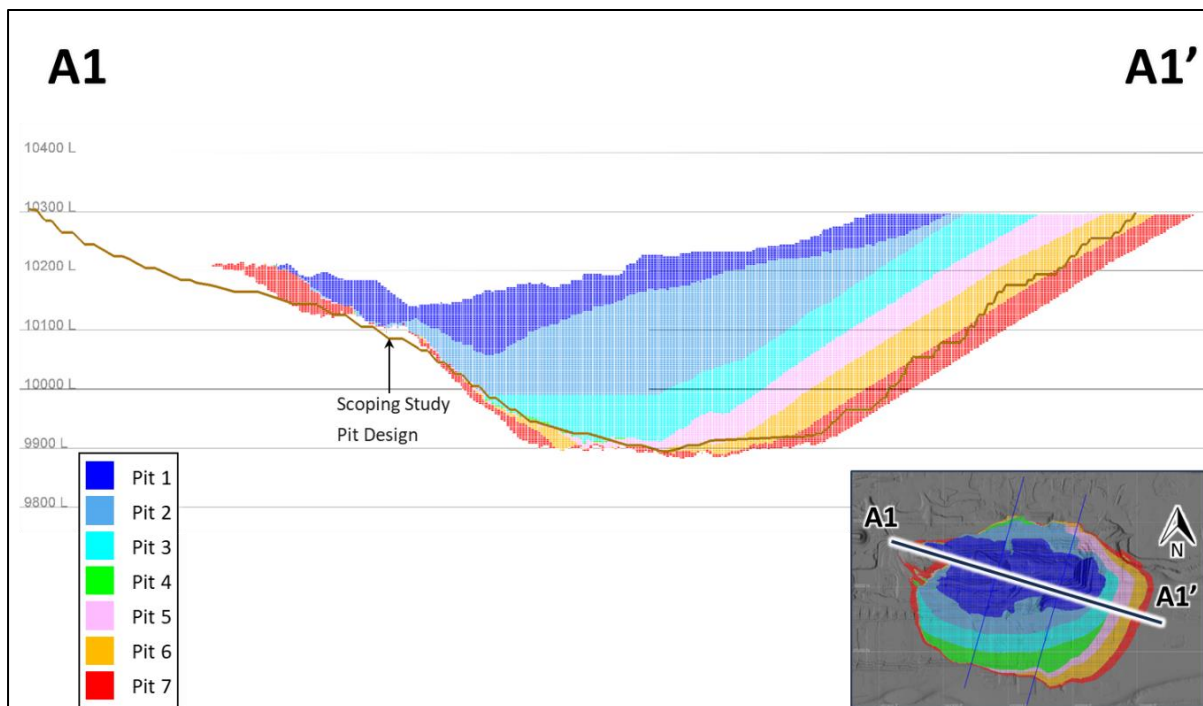 A1
A1’
10400 L
10300 L
10200 L
10100 L
10000 L
9900 L
9800 L
Scoping Study
Pit Design
Pit 1
Pit 2
Pit 3
Pit 4
Pit 5
Pit 6
Pit 7
A1
N
A1’